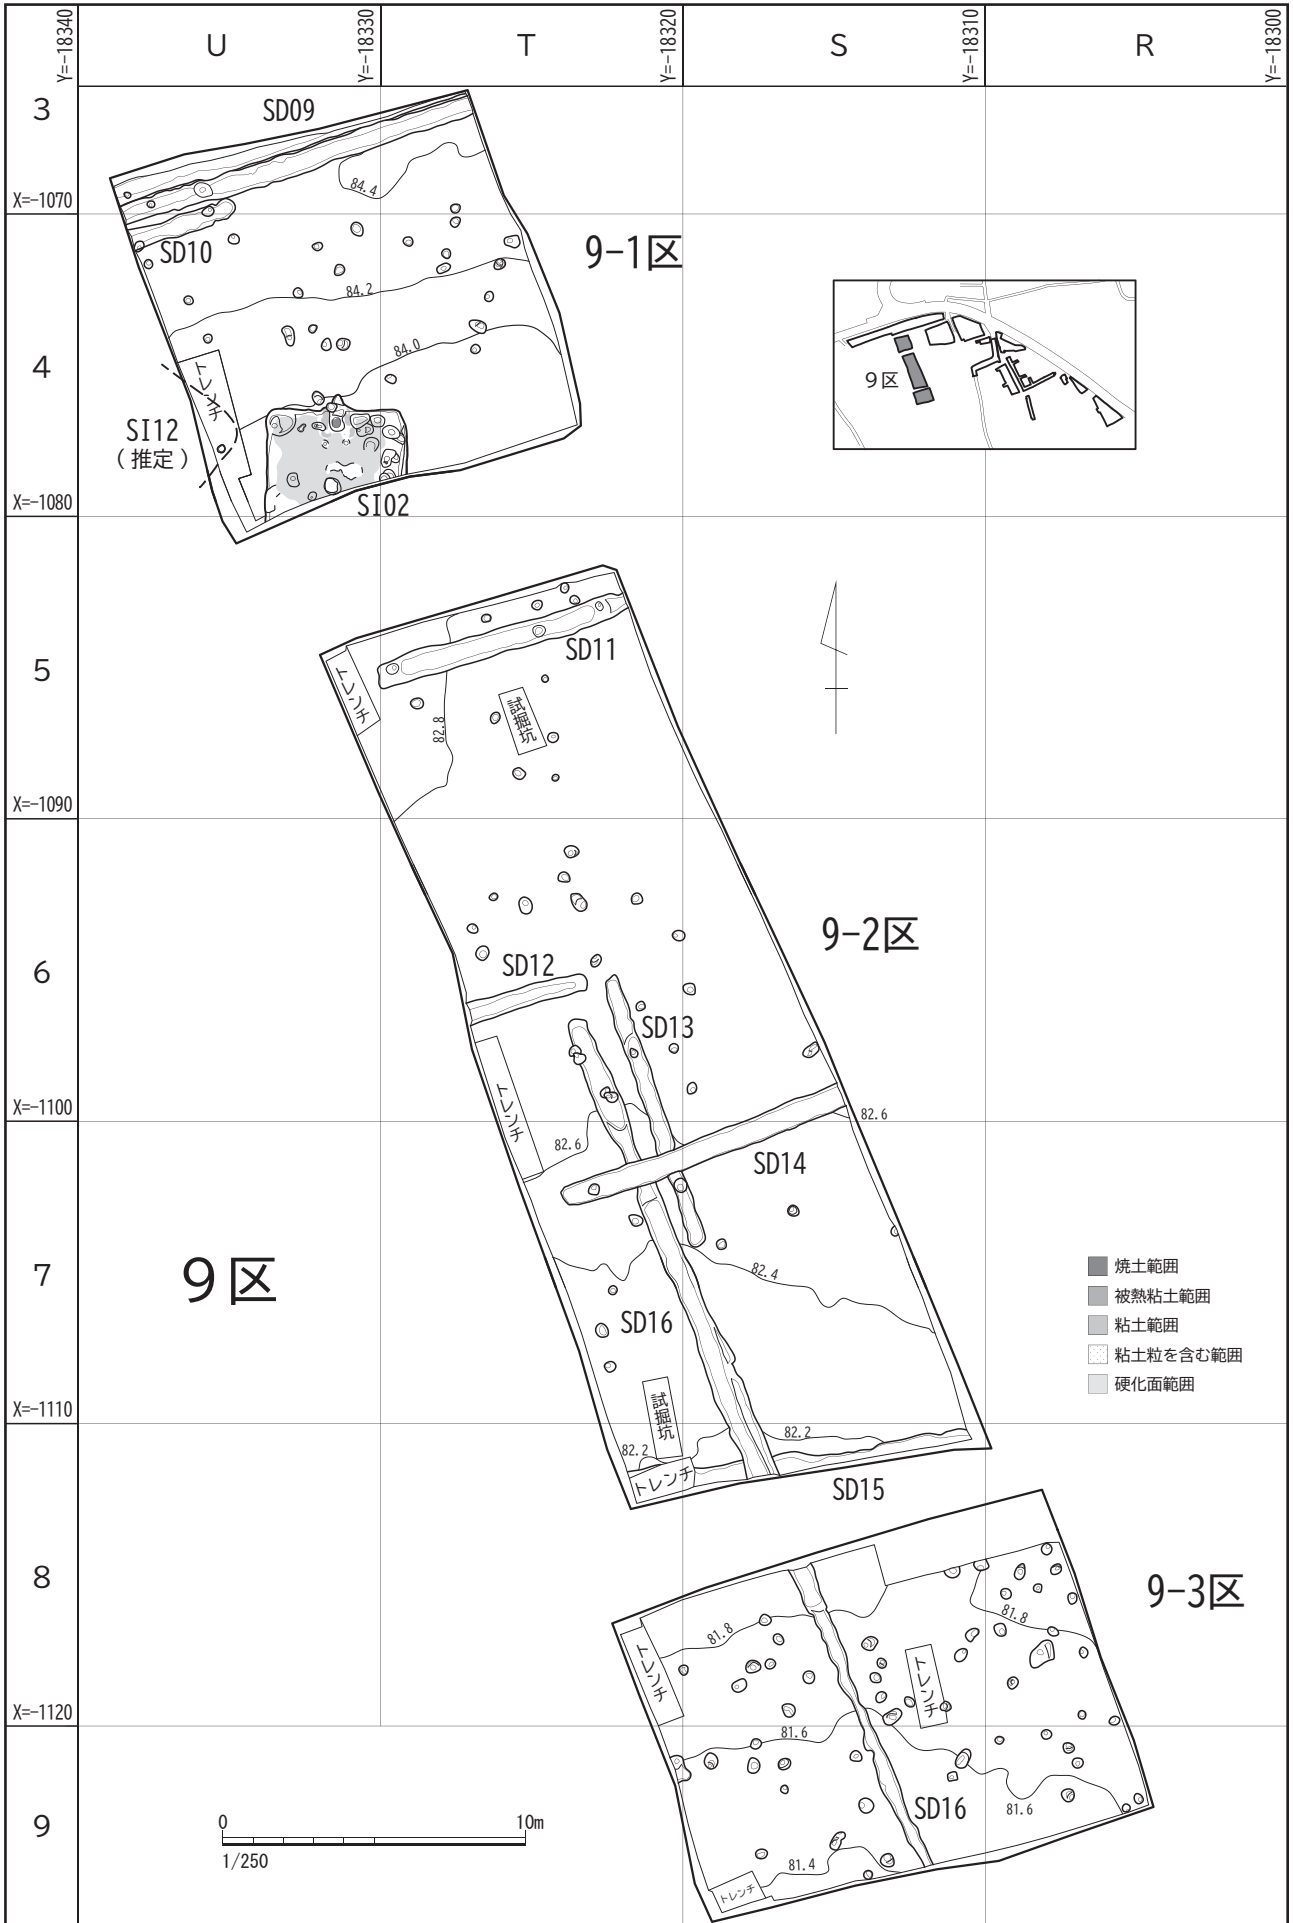 Y=-18340
U
Y=-18330
T
Y=-18320
S
Y=-18310
R
Y=-18300
3
SD09
84.4
X=-1070
SD10
9-1区
84.2
84.0
4
トレンチ
9区
SI12
（推定）
X=-1080
SI02
5
SD11
トレンチ
試掘坑
82.8
X=-1090
9-2区
6
SD12
SD13
トレンチ
X=-1100
82.6
82.6
SD14
7
9区
82.4
焼土範囲
被熱粘土範囲
SD16
粘土範囲
粘土粒を含む範囲
硬化面範囲
試掘坑
X=-1110
82.2
82.2
トレンチ
SD15
8
9-3区
81.8
81.8
トレンチ
トレンチ
X=-1120
81.6
9
SD16
81.6
0 10m
1/250
81.4
トレンチ